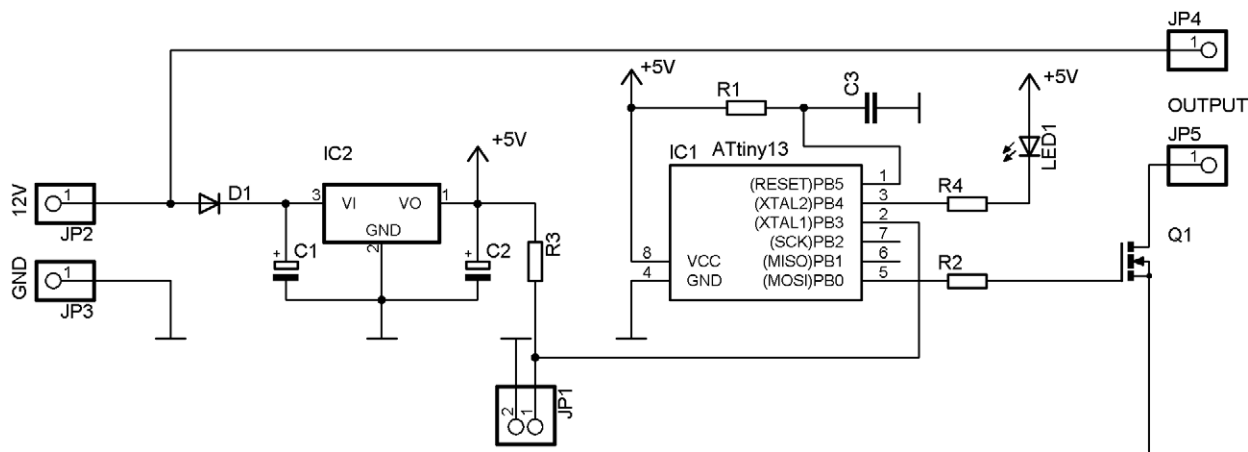 JP4
1
OUTPUT
JP5
1
+5V
R1
C3
+5V
LED1
IC1 ATtiny13
(RESET)PB5 1
(XTAL2)PB4 3
(XTAL1)PB3 2
(SCK)PB2 7
(MISO)PB1 6
(MOSI)PB0 5
8 VCC
4 GND
R4
R2
Q1
12V
1
JP2
GND
1
JP3
D1
IC2
3 VI VO 1
GND
2
+5V
+
C1
+
C2
R3
2
1
JP1